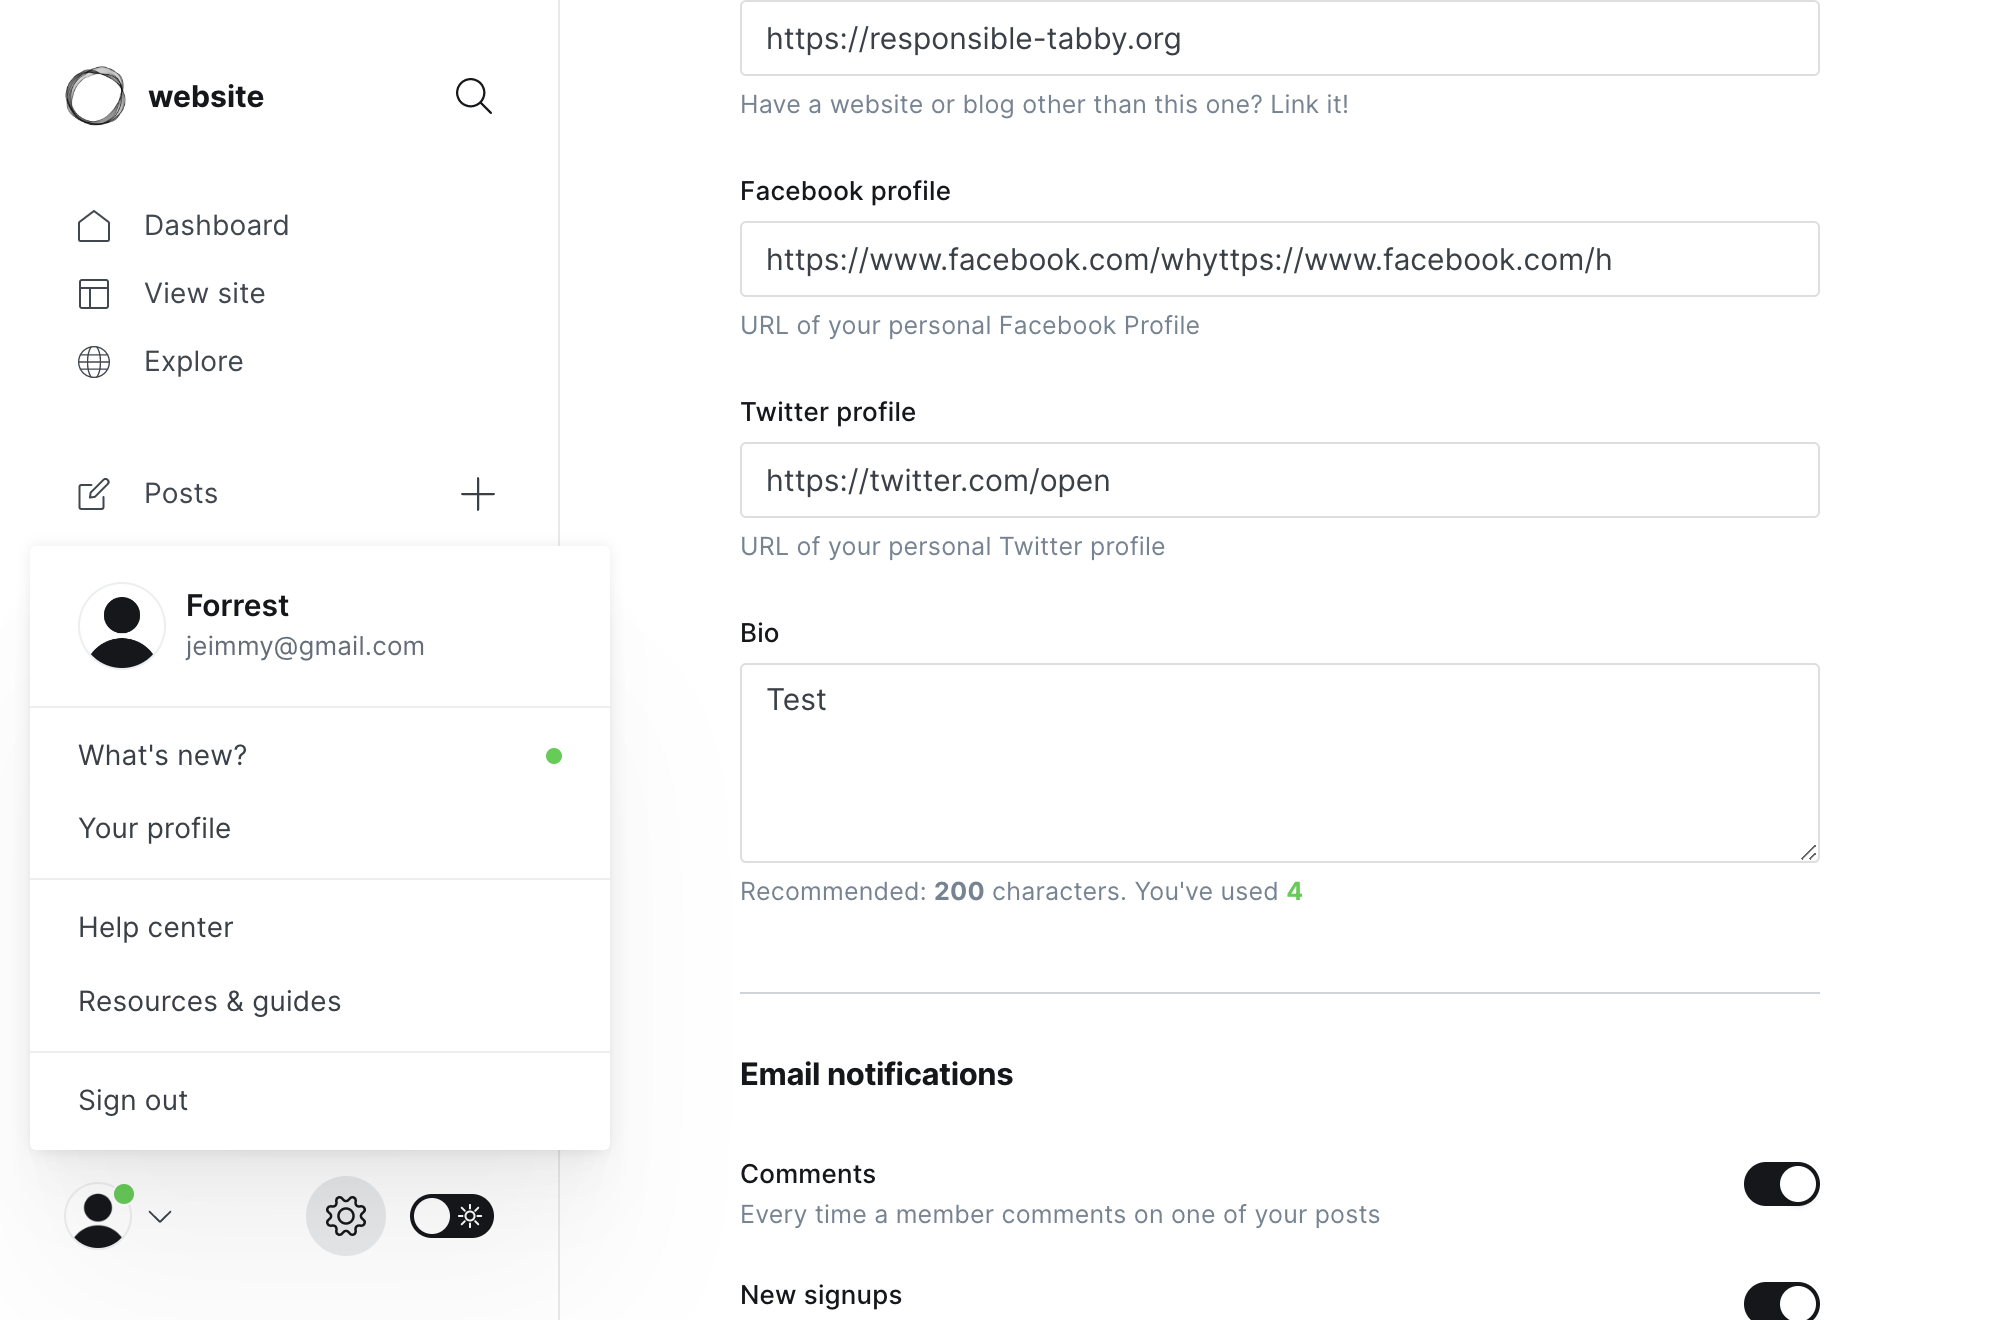 website
Dashboard
View site
Explore
Posts
Forrest
jeimmy@gmail.com
What's new?
Your profile
Help center
Resources & guides
Sign out
https://responsible-tabby.org
Have a website or blog other than this one? Link it!
Facebook profile
https://www.facebook.com/whyttps://www.facebook.com/h
URL of your personal Facebook Profile
Twitter profile
https://twitter.com/open
URL of your personal Twitter profile
Bio
Test
Recommended: 200 characters. You've used 4
Email notifications
Comments
Every time a member comments on one of your posts
New signups